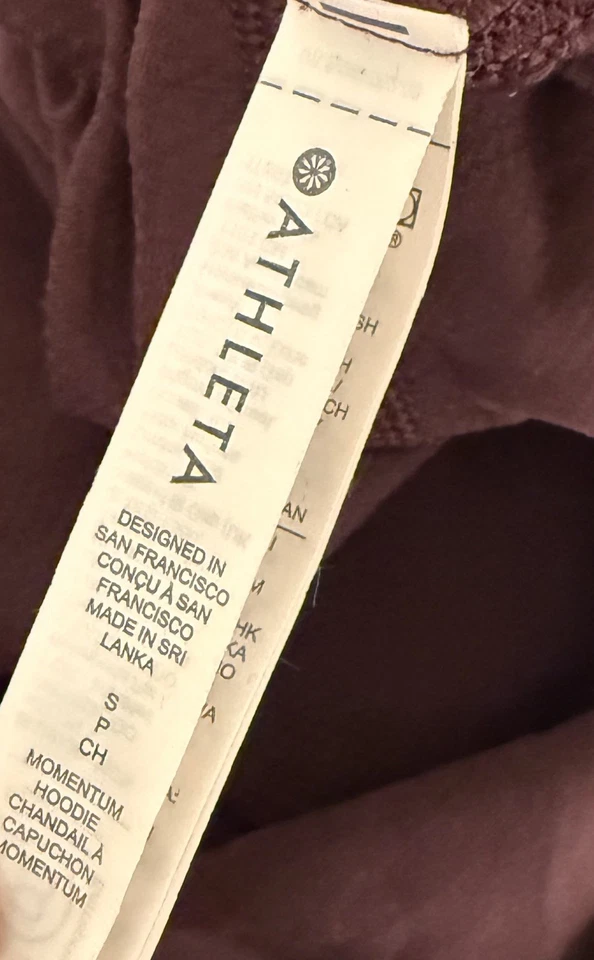 ATHLETA
DESIGNED IN
SAN FRANCISCO
CONÇU À SAN
FRANCISCO
MADE IN SRI
LANKA
S
P
CH
MOMENTUM
HOODIE
CHANDAIL À
CAPUCHON
MOMENTUM